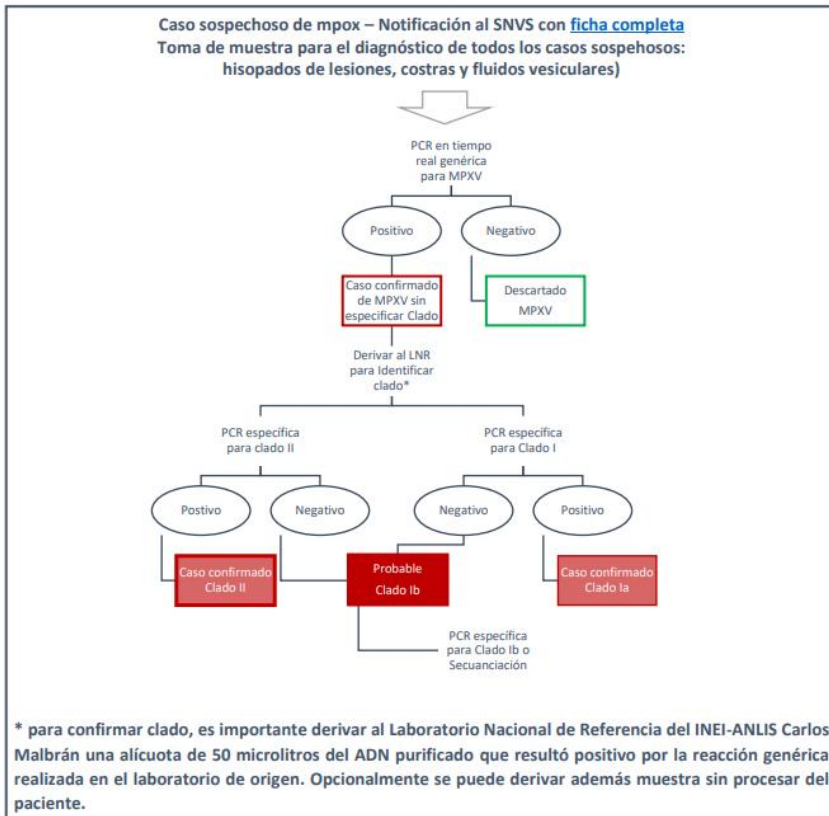 Caso sospechoso de mpox – Notificación al SNVS con ficha completa
Toma de muestra para el diagnóstico de todos los casos sospehosos:
hisopados de lesiones, costras y fluidos vesiculares)
PCR en tiempo
real genérica
para MPXV
Positivo
Negativo
Caso confirmado
de MPXV sin
especificar Clado
Descartado
MPXV
Derivar al LNR
para Identificar
clado*
PCR específica
para clado II
PCR específica
para Clado I
Postivo
Negativo
Negativo
Positivo
Caso confirmado
Clado II
Probable
Clado Ib
Caso confirmado
Clado Ia
PCR específica
para Clado Ib o
Secuanciación
* para confirmar clado, es importante derivar al Laboratorio Nacional de Referencia del INEI-ANLIS Carlos
Malbrán una alícuota de 50 microlitros del ADN purificado que resultó positivo por la reacción genérica
realizada en el laboratorio de origen. Opcionalmente se puede derivar además muestra sin procesar del
paciente.